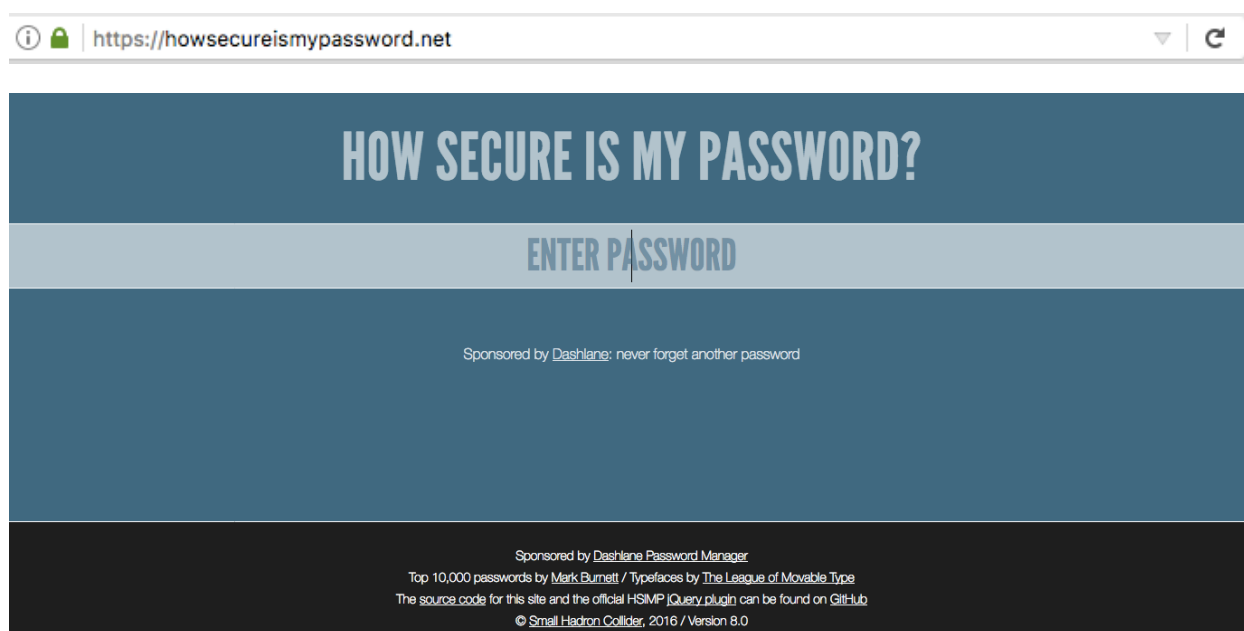 https://howsecureismypassword.net
HOW SECURE IS MY PASSWORD?
ENTER PASSWORD
Sponsored by Dashlane: never forget another password
Sponsored by Dashlane Password Manager
Top 10,000 passwords by Mark Burnett / Typefaces by The League of Movable Type
The source code for this site and the official HSIMP jQuery plugin can be found on GitHub
© Small Hadron Collider, 2016 / Version 8.0